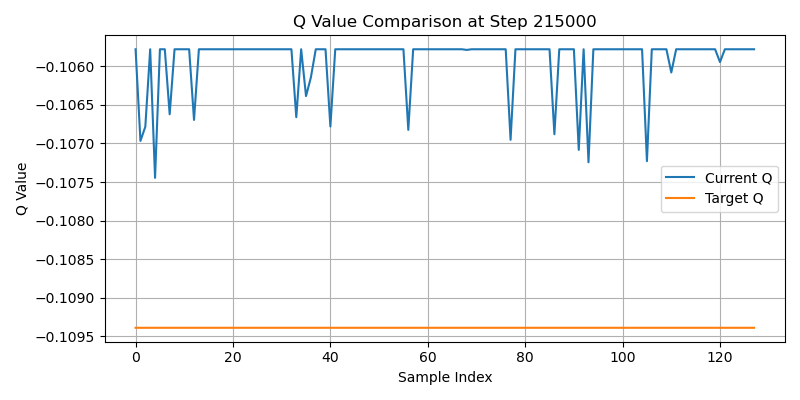 Q Value Comparison at Step 215000
Q Value
−0.1060
−0.1065
−0.1070
−0.1075
−0.1080
−0.1085
−0.1090
−0.1095
Current Q
Target Q
0 20 40 60 80 100 120
Sample Index